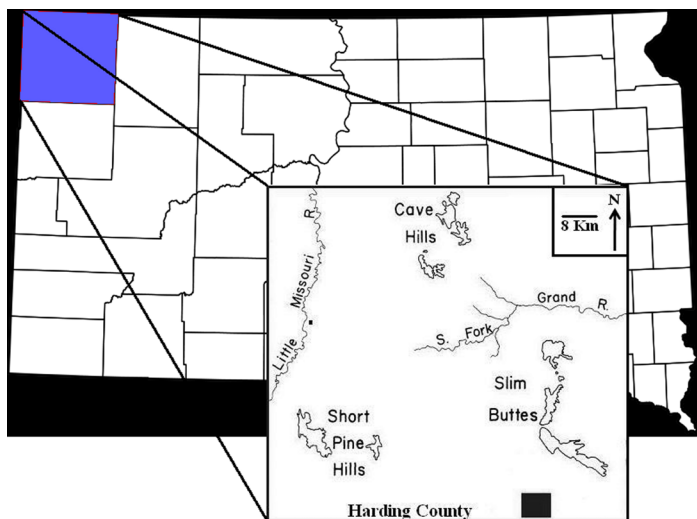 N
8 Km
Cave
Hills
Little Missouri R.
Grand R.
S. Fork
Slim
Buttes
Short
Pine
Hills
Harding County